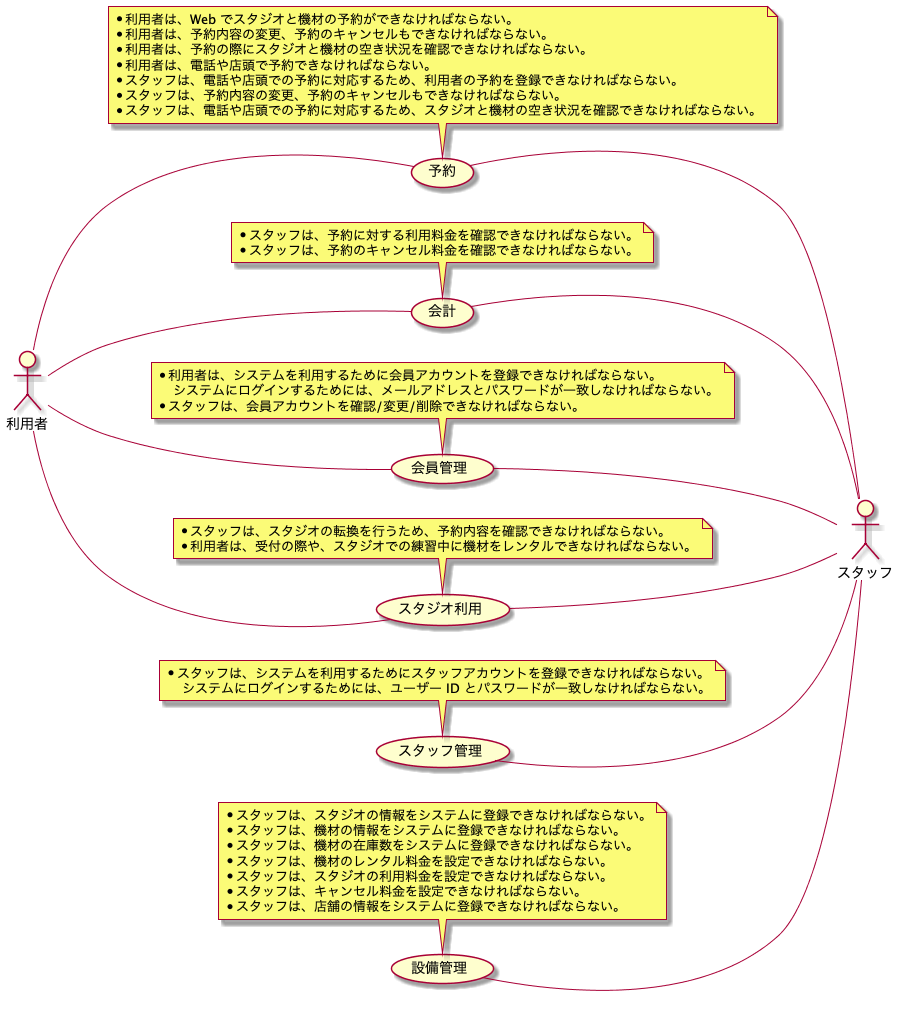 •利用者は、Web でスタジオと機材の予約ができなければならない。
•利用者は、予約内容の変更、予約のキャンセルもできなければならない。
•利用者は、予約の際にスタジオと機材の空き状況を確認できなければならない。
•利用者は、電話や店頭で予約できなければならない。
•スタッフは、電話や店頭での予約に対応するため、利用者の予約を登録できなければならない。
•スタッフは、予約内容の変更、予約のキャンセルもできなければならない。
•スタッフは、電話や店頭での予約に対応するため、スタジオと機材の空き状況を確認できなければならない。
予約
•スタッフは、予約に対する利用料金を確認できなければならない。
•スタッフは、予約のキャンセル料金を確認できなければならない。
会計
•利用者は、システムを利用するために会員アカウントを登録できなければならない。
システムにログインするためには、メールアドレスとパスワードが一致しなければならない。
•スタッフは、会員アカウントを確認/変更/削除できなければならない。
利用者
会員管理
•スタッフは、スタジオの転換を行うため、予約内容を確認できなければならない。
•利用者は、受付の際や、スタジオでの練習中に機材をレンタルできなければならない。
スタッフ
スタジオ利用
•スタッフは、システムを利用するためにスタッフアカウントを登録できなければならない。
システムにログインするためには、ユーザー ID とパスワードが一致しなければならない。
スタッフ管理
•スタッフは、スタジオの情報をシステムに登録できなければならない。
•スタッフは、機材の情報をシステムに登録できなければならない。
•スタッフは、機材の在庫数をシステムに登録できなければならない。
•スタッフは、機材のレンタル料金を設定できなければならない。
•スタッフは、スタジオの利用料金を設定できなければならない。
•スタッフは、キャンセル料金を設定できなければならない。
•スタッフは、店舗の情報をシステムに登録できなければならない。
設備管理